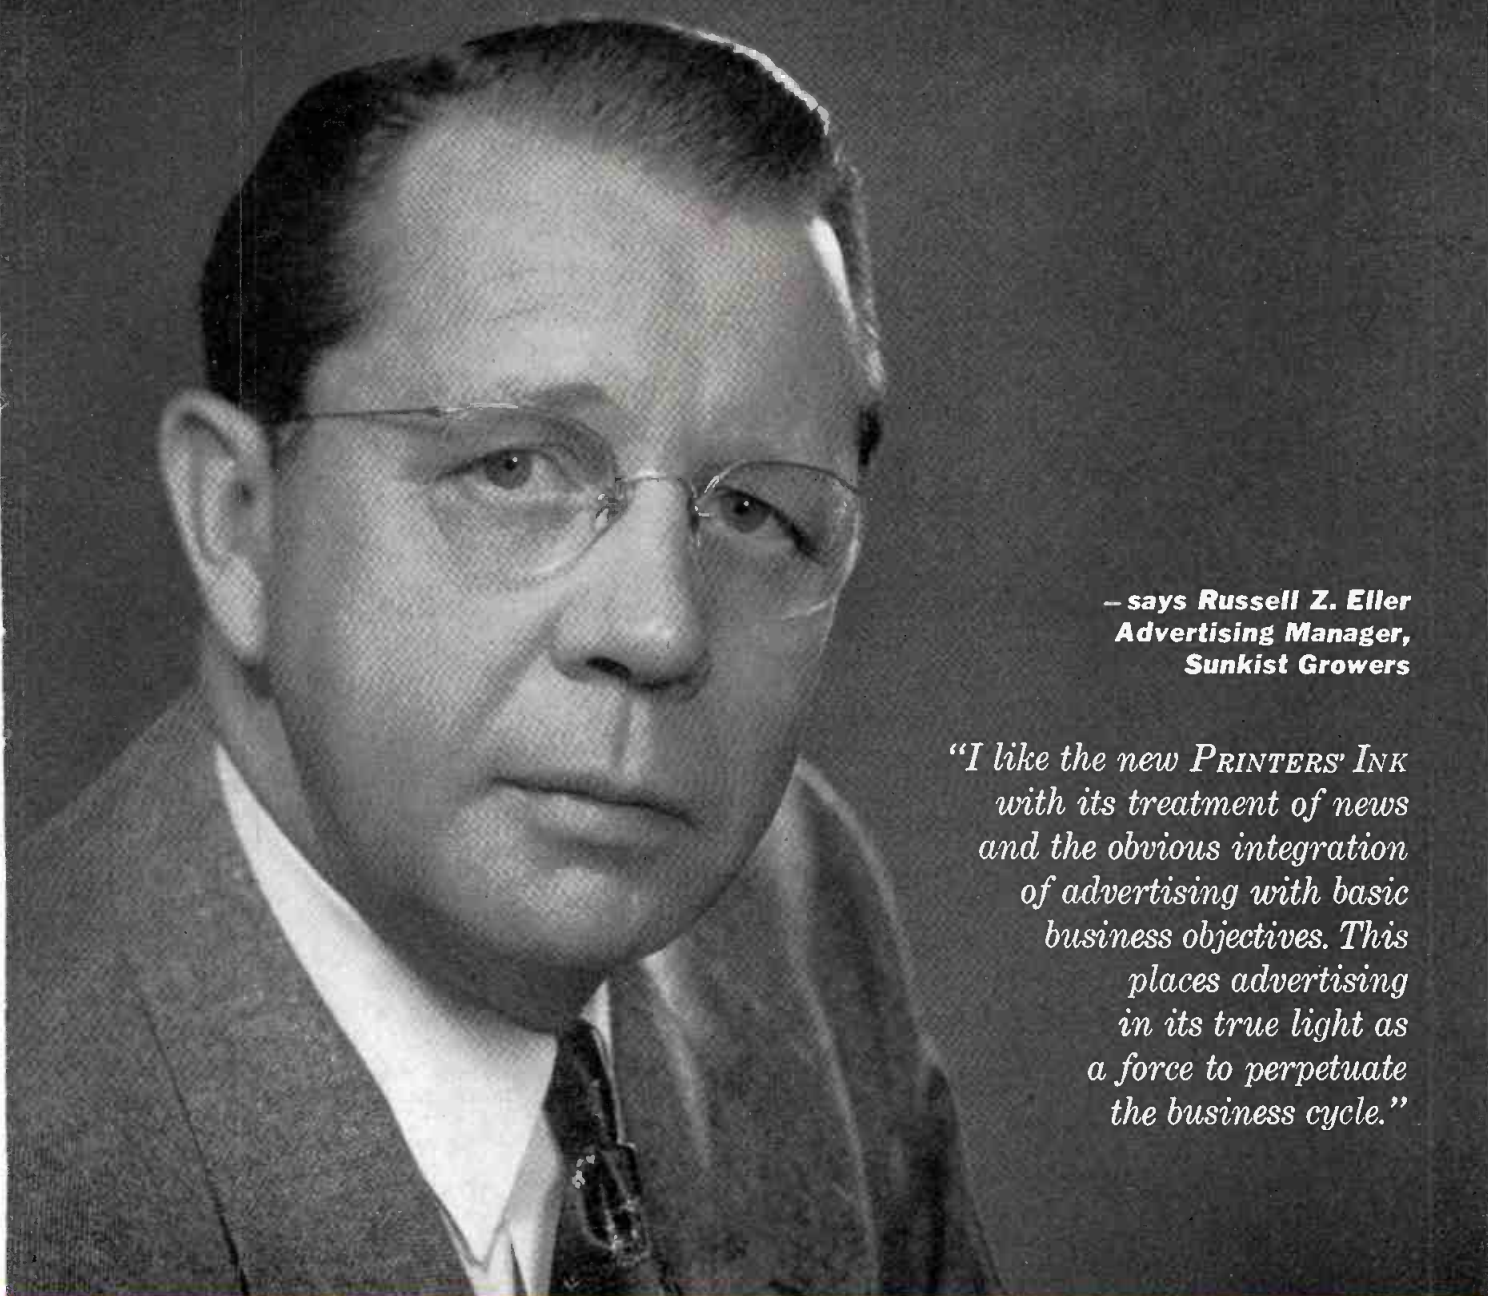 – says Russell Z. Eller
Advertising Manager,
Sunkist Growers
“I like the new PRINTERS’ INK
with its treatment of news
and the obvious integration
of advertising with basic
business objectives. This
places advertising
in its true light as
a force to perpetuate
the business cycle.”